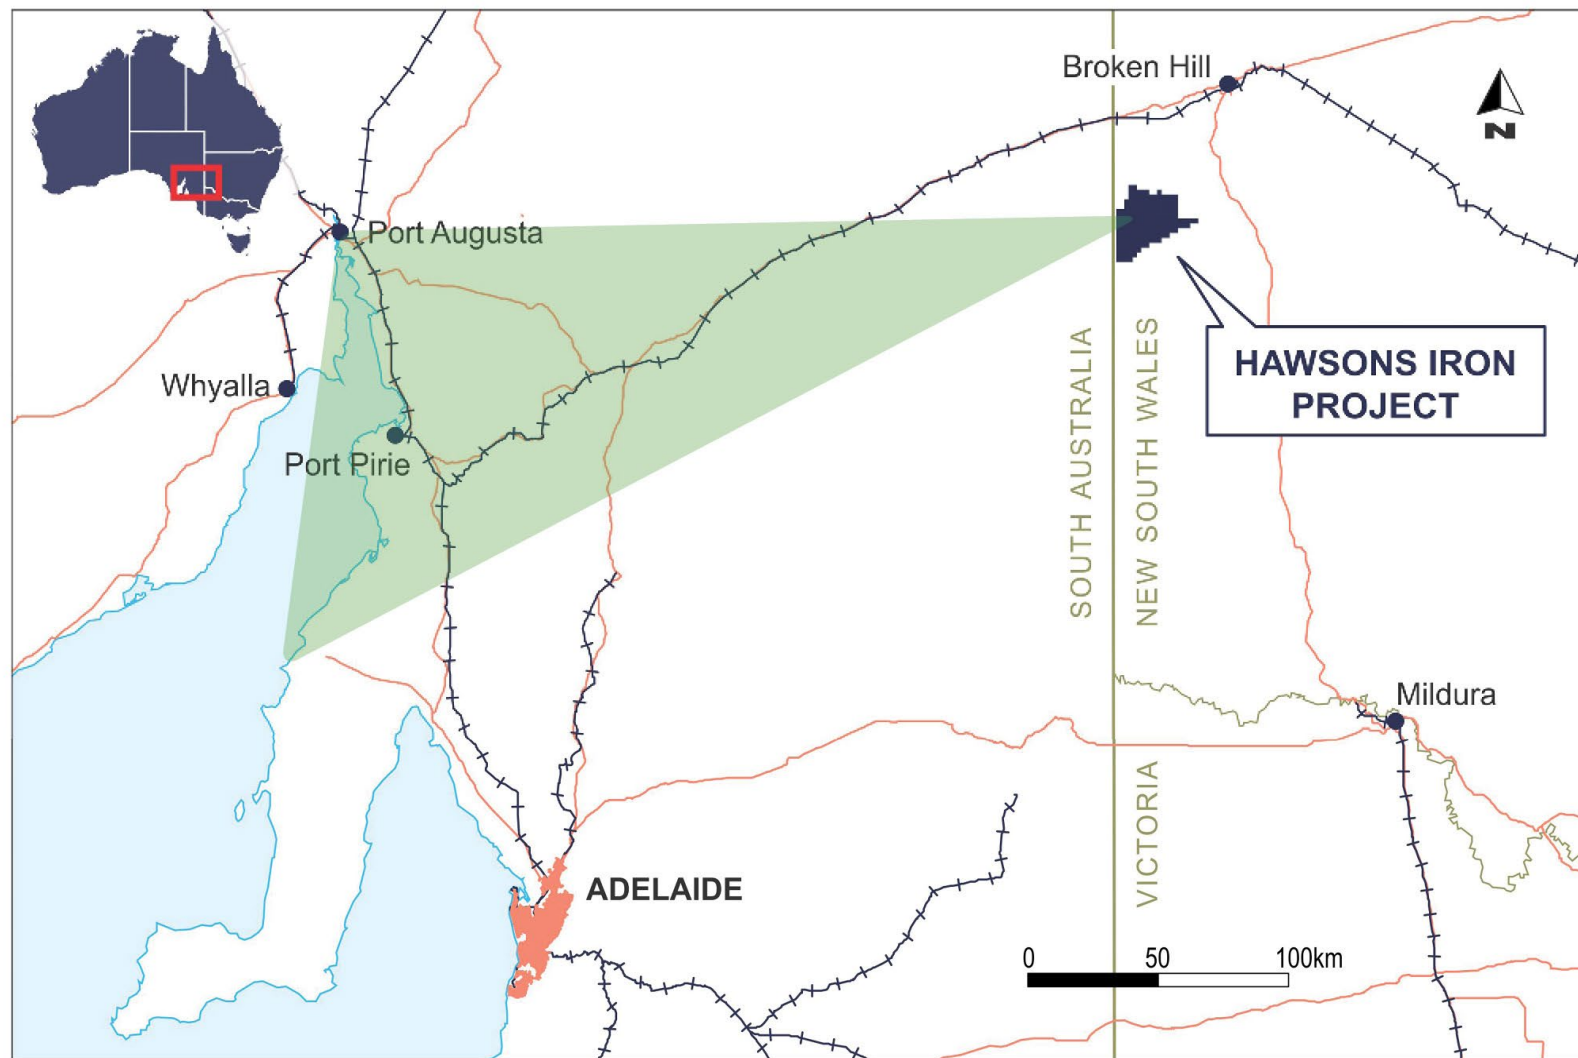 Broken Hill
N
Port Augusta
Whyalla
Port Pirie
HAWSONS IRON
PROJECT
SOUTH AUSTRALIA
NEW SOUTH WALES
Mildura
VICTORIA
ADELAIDE
0 50 100km